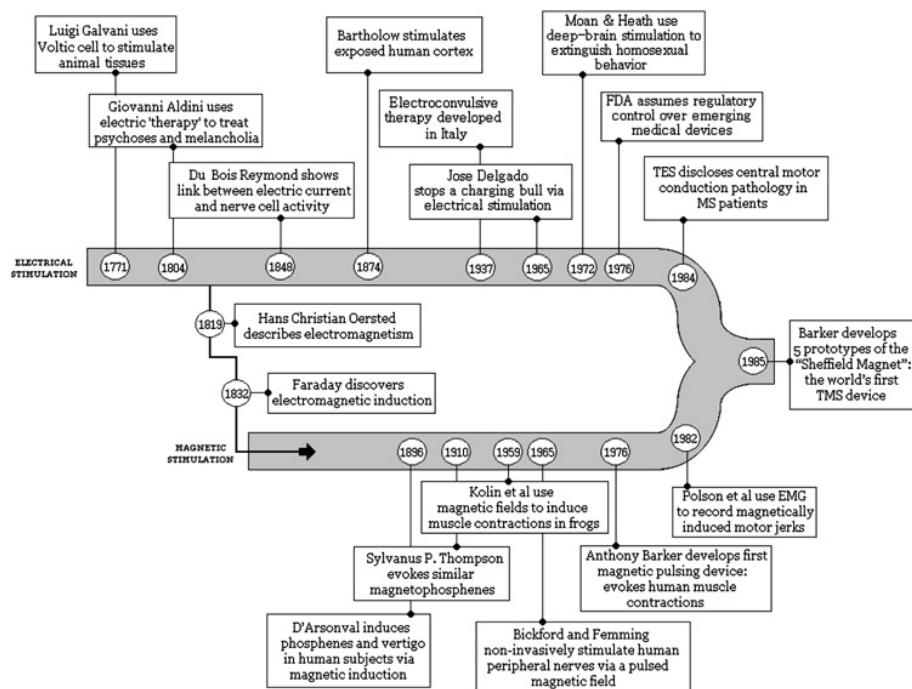 Luigi Galvani uses
Voltic cell to stimulate
animal tissues
Giovanni Aldini uses
electric 'therapy' to treat
psychoses and melancholia
Du Bois Reymond shows
link between electric current
and nerve cell activity
Bartholow stimulates
exposed human cortex
Electroconvulsive
therapy developed
in Italy
Jose Delgado
stops a charging bull via
electrical stimulation
Moan & Heath use
deep-brain stimulation to
extinguish homosexual
behavior
FDA assumes regulatory
control over emerging
medical devices
TES discloses central motor
conduction pathology in
MS patients
ELECTRICAL
STIMULATION
1771
1804
1848
1874
1937
1965
1972
1976
1984
1819
Hans Christian Oersted
describes electromagnetism
1832
Faraday discovers
electromagnetic induction
1985
Barker develops
5 prototypes of the
"Sheffield Magnet":
the world's first
TMS device
MAGNETIC
STIMULATION
1896
1910
1959
1965
1976
1982
Kolin et al use
magnetic fields to induce
muscle contractions in frogs
Polson et al use EMG
to record magnetically
induced motor jerks
Sylvanus P. Thompson
evokes similar
magnetophosphenes
Anthony Barker develops first
magnetic pulsing device:
evokes human muscle
contractions
D'Arsonval induces
phosphenes and vertigo
in human subjects via
magnetic induction
Bickford and Femming
non-invasively stimulate human
peripheral nerves via a pulsed
magnetic field